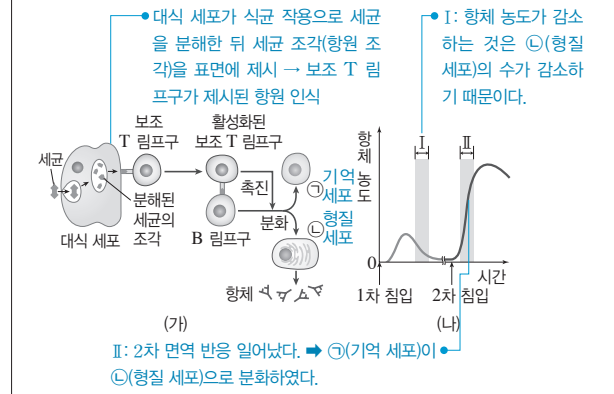 대식 세포가 식균 작용으로 세균
을 분해한 뒤 세균 조각(항원 조
각)을 표면에 제시 → 보조 T 림
프구가 제시된 항원 인식
Ⅰ: 항체 농도가 감소
하는 것은 ㉡(형질
세포)의 수가 감소하
기 때문이다.
보조
T 림프구
활성화된
보조 T 림프구
세균
분해된
세균의
조각
대식 세포
B 림프구
촉진
분화
㉠ 기억
세포
㉡ 형질
세포
항체
(가)
항체 농도
Ⅰ
Ⅱ
0
시간
1차 침입
2차 침입
(나)
Ⅱ: 2차 면역 반응 일어났다. ➡ ㉠(기억 세포)이
㉡(형질 세포)으로 분화하였다.